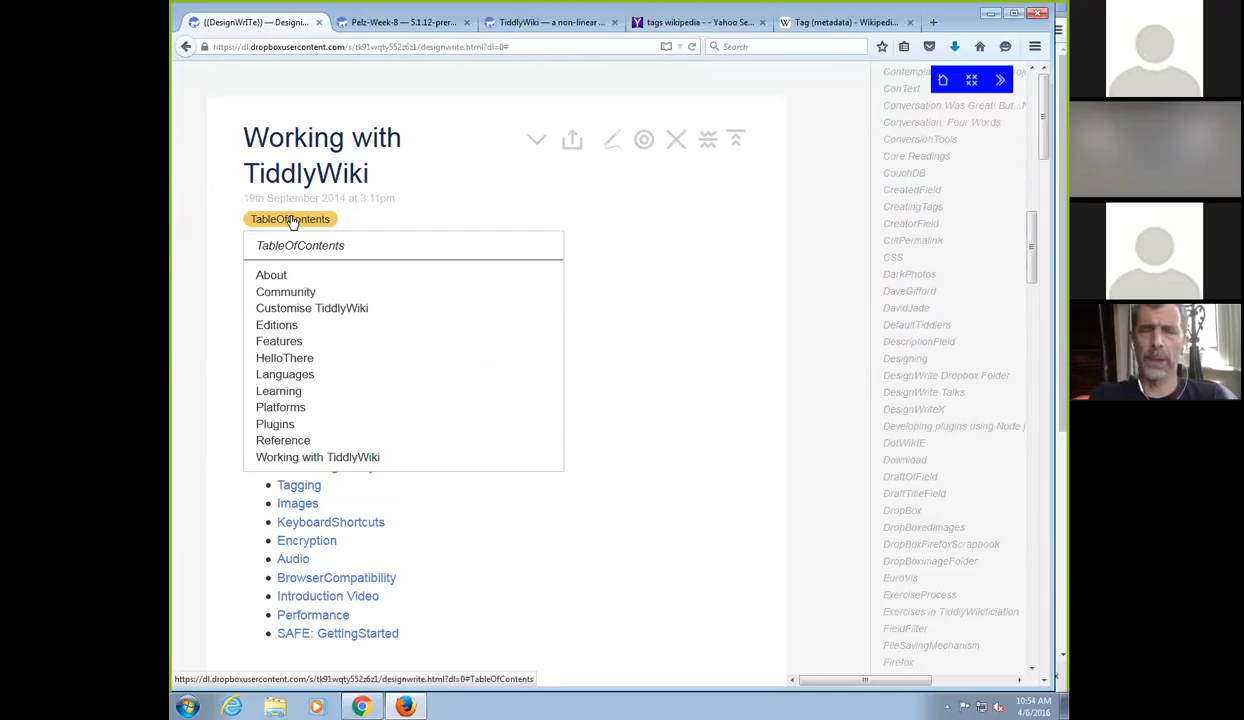 {{DesignWrITe}} — Designi...
Pelz-Week-8 — 5.1.12-prer...
TiddlyWiki — a non-linear ...
tags wikipedia - - Yahoo Se...
Tag (metadata) - Wikipedi...
https://dl.dropboxusercontent.com/s/tk91wqty552z6z1/designwrite.html?dl=0#
Search
Working with
TiddlyWiki
19th September 2014 at 3:11pm
TableOfContents
TableOfContents
About
Community
Customise TiddlyWiki
Editions
Features
HelloThere
Languages
Learning
Platforms
Plugins
Reference
Working with TiddlyWiki
Tagging
Images
KeyboardShortcuts
Encryption
Audio
BrowserCompatibility
Introduction Video
Performance
SAFE: GettingStarted
ConText
Conversation Was Great! But...
Conversation: Four Words
ConversionTools
Core Readings
CouchDB
CreatedField
CreatingTags
CreatorField
CritPermalink
CSS
DarkPhotos
DaveGifford
DavidJade
DefaultTiddlers
DescriptionField
Designing
DesignWrite Dropbox Folder
DesignWrite Talks
DesignWriteX
Developing plugins using Node.j
DotWikIE
Download
DraftOfField
DraftTitleField
DropBox
DropBoxedImages
DropBoxFirefoxScrapbook
DropBoxImageFolder
EuroVis
ExerciseProcess
Exercises in TiddlyWikification
FieldFilter
FileSavingMechanism
Firefox
https://dl.dropboxusercontent.com/s/tk91wqty552z6z1/designwrite.html?dl=0#TableOfContents
10:54 AM
4/6/2016